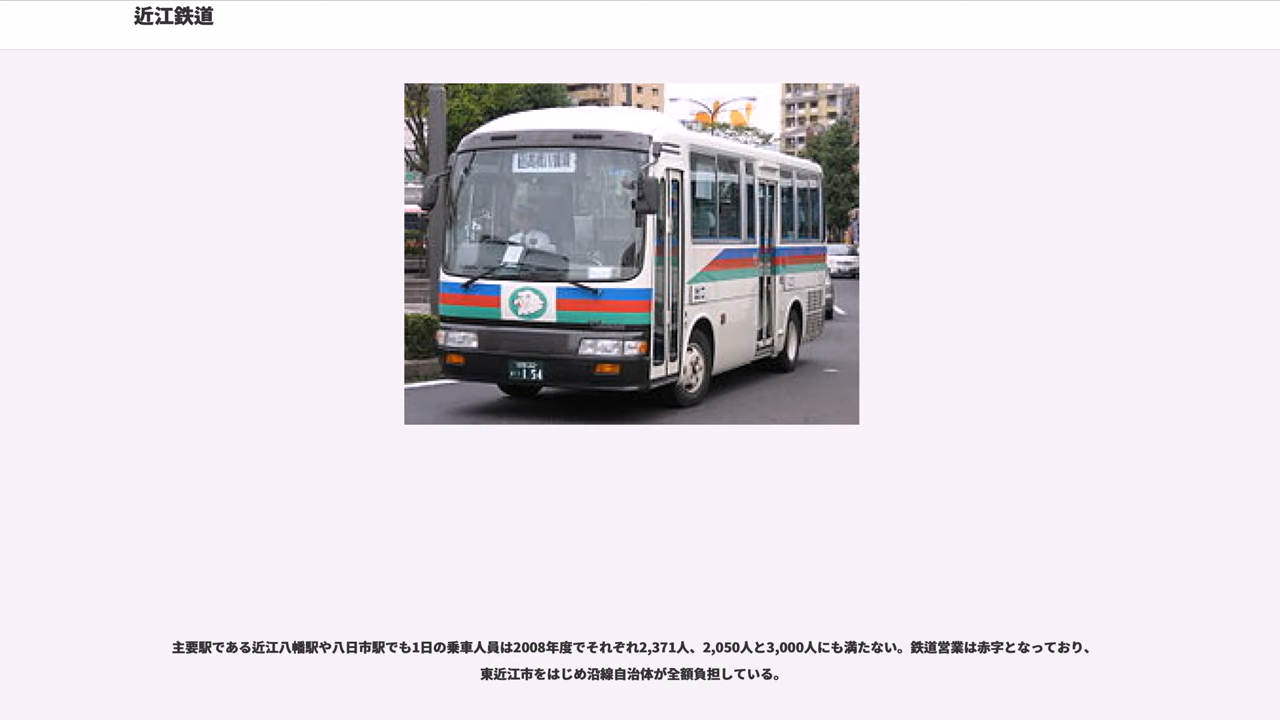 近江鉄道
154
主要駅である近江八幡駅や八日市駅でも1日の乗車人員は2008年度でそれぞれ2,371人、2,050人と3,000人にも満たない。鉄道営業は赤字となっており、
東近江市をはじめ沿線自治体が全額負担している。